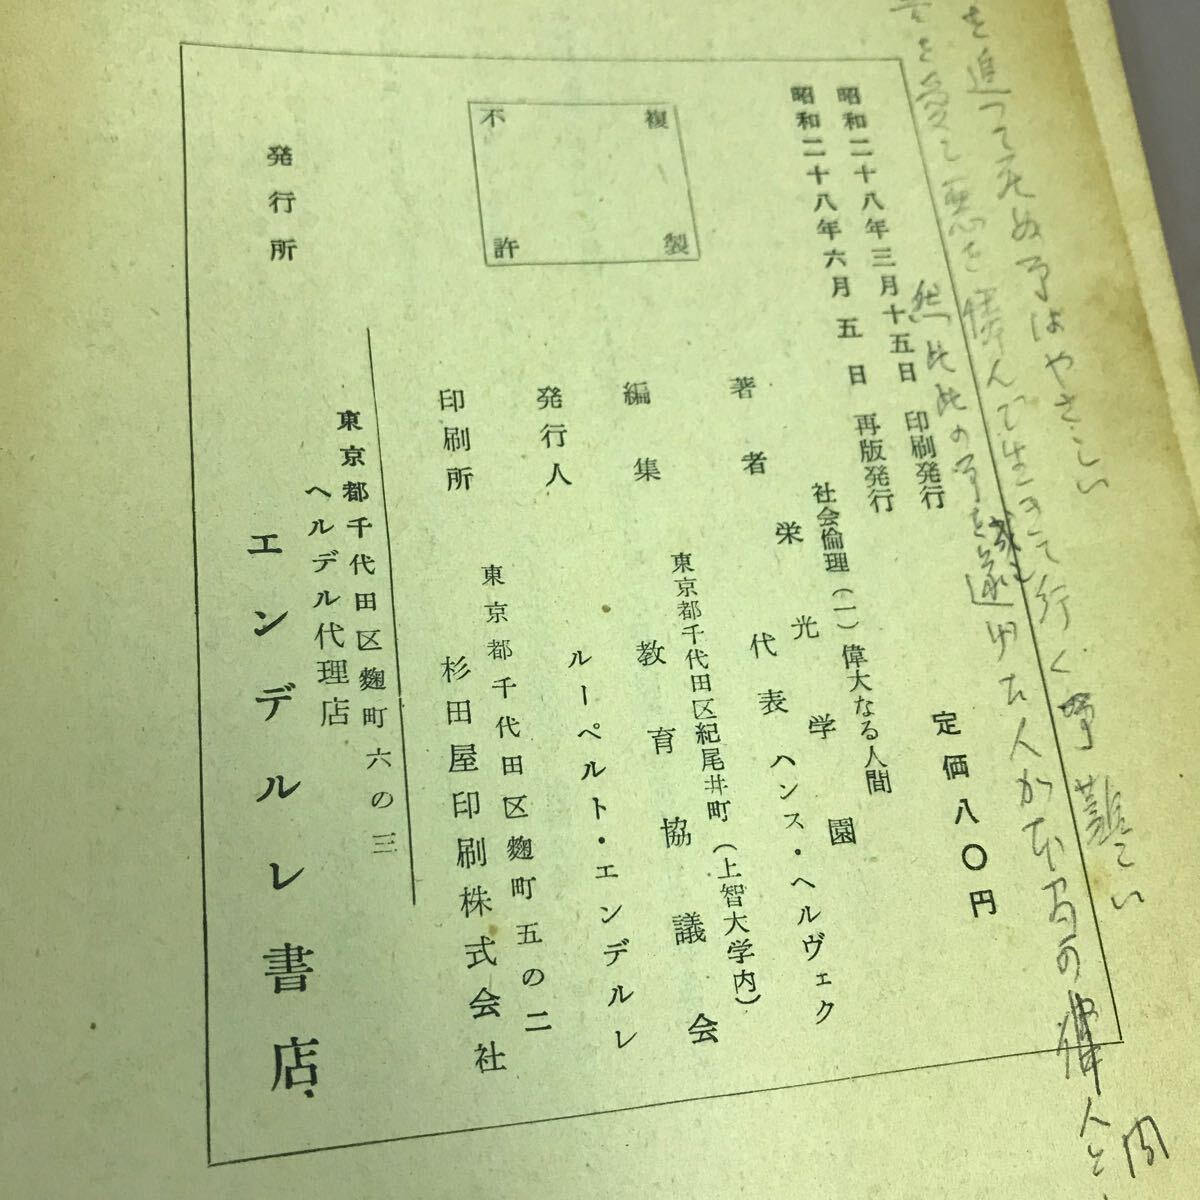 を追って死ぬ事はやさしい
を愛し悪を憐んで生きて行く事難しい
然し此の事を成し遂げた人が本当の偉人と
昭和二十八年三月十五日 印刷発行
昭和二十八年六月五日 再版発行
定価八〇円
社会倫理(一)偉大なる人間
著者 栄光学園
代表 ハンス・ヘルヴェク
東京都千代田区紀尾井町(上智大学内)
編集 教育協議会
発行人 ルーペルト・エンデルレ
東京都千代田区麹町五の二
印刷所 杉田屋印刷株式会社
複製
不許
東京都千代田区麹町六の三
ヘルデル代理店
発行所 エンデルレ書店